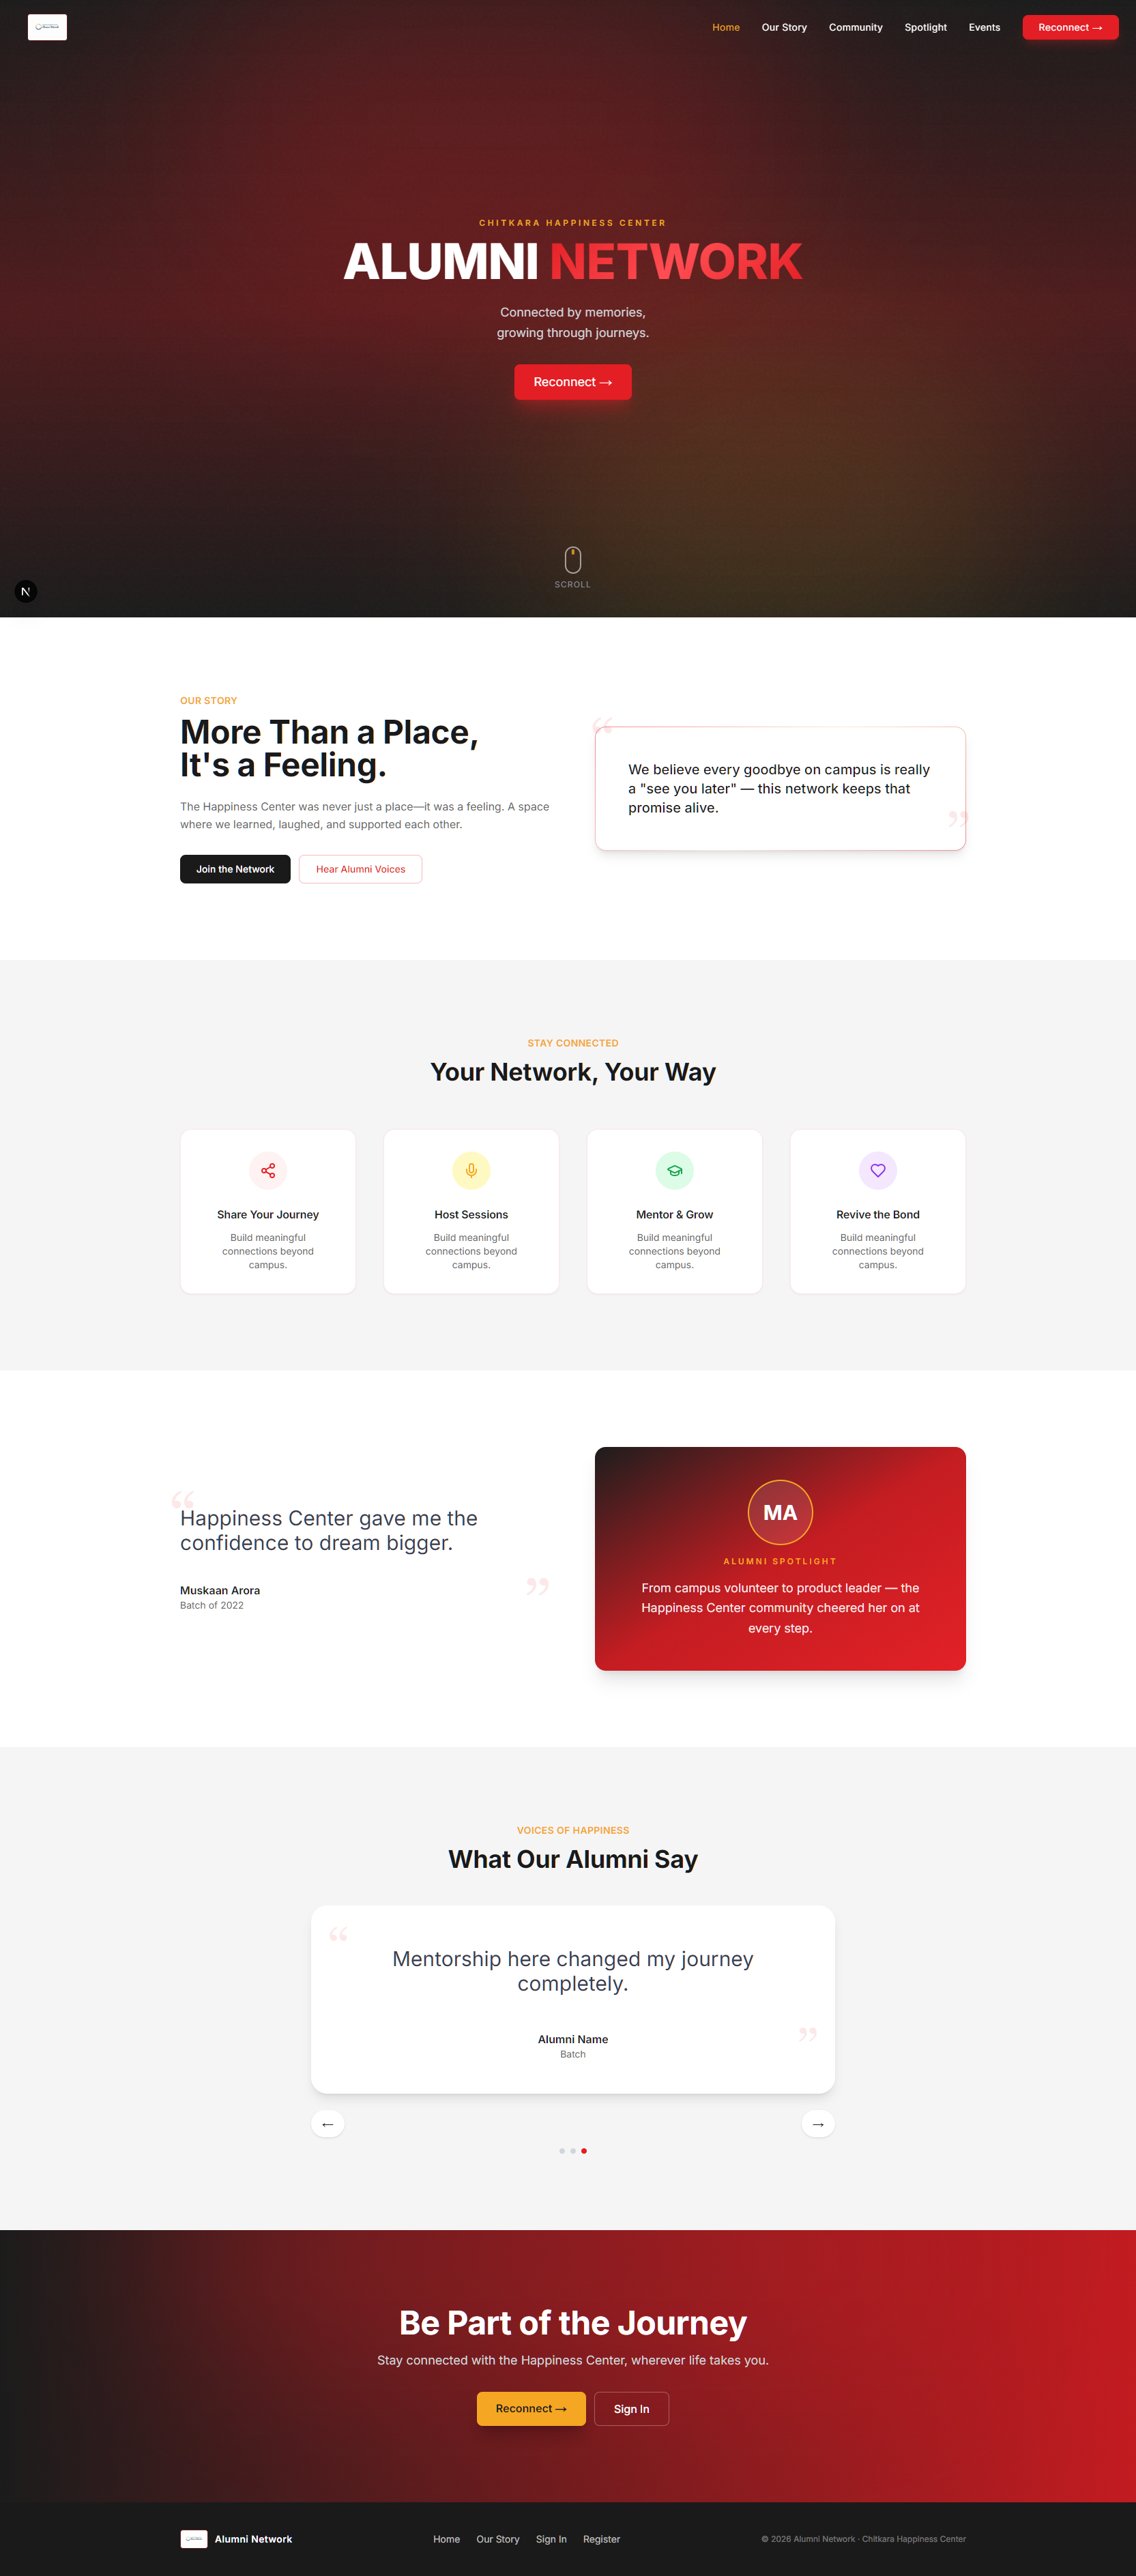 Home Our Story Community Spotlight Events Reconnect →
CHITKARA HAPPINESS CENTER
ALUMNI NETWORK
Connected by memories,
growing through journeys.
Reconnect →
SCROLL
N
OUR STORY
More Than a Place,
It's a Feeling.
The Happiness Center was never just a place—it was a feeling. A space
where we learned, laughed, and supported each other.
Join the Network Hear Alumni Voices
“
We believe every goodbye on campus is really
a "see you later" — this network keeps that
promise alive.
”
STAY CONNECTED
Your Network, Your Way
Share Your Journey
Build meaningful
connections beyond
campus.
Host Sessions
Build meaningful
connections beyond
campus.
Mentor & Grow
Build meaningful
connections beyond
campus.
Revive the Bond
Build meaningful
connections beyond
campus.
“
Happiness Center gave me the
confidence to dream bigger.
Muskaan Arora
Batch of 2022
”
MA
ALUMNI SPOTLIGHT
From campus volunteer to product leader — the
Happiness Center community cheered her on at
every step.
VOICES OF HAPPINESS
What Our Alumni Say
“
Mentorship here changed my journey
completely.
Alumni Name
Batch
”
← →
Be Part of the Journey
Stay connected with the Happiness Center, wherever life takes you.
Reconnect → Sign In
Alumni Network
Home Our Story Sign In Register
© 2026 Alumni Network · Chitkara Happiness Center